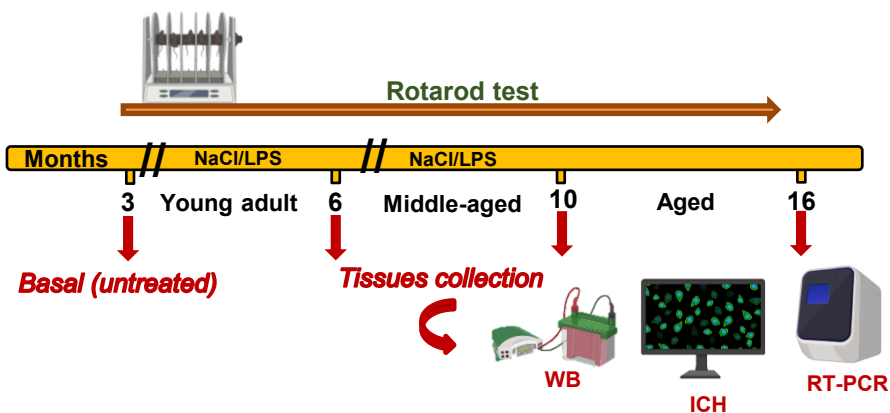 Rotarod test
Months NaCl/LPS NaCl/LPS
3 Young adult 6 Middle-aged 10 Aged 16
Basal (untreated) Tissues collection
WB
ICH
RT-PCR